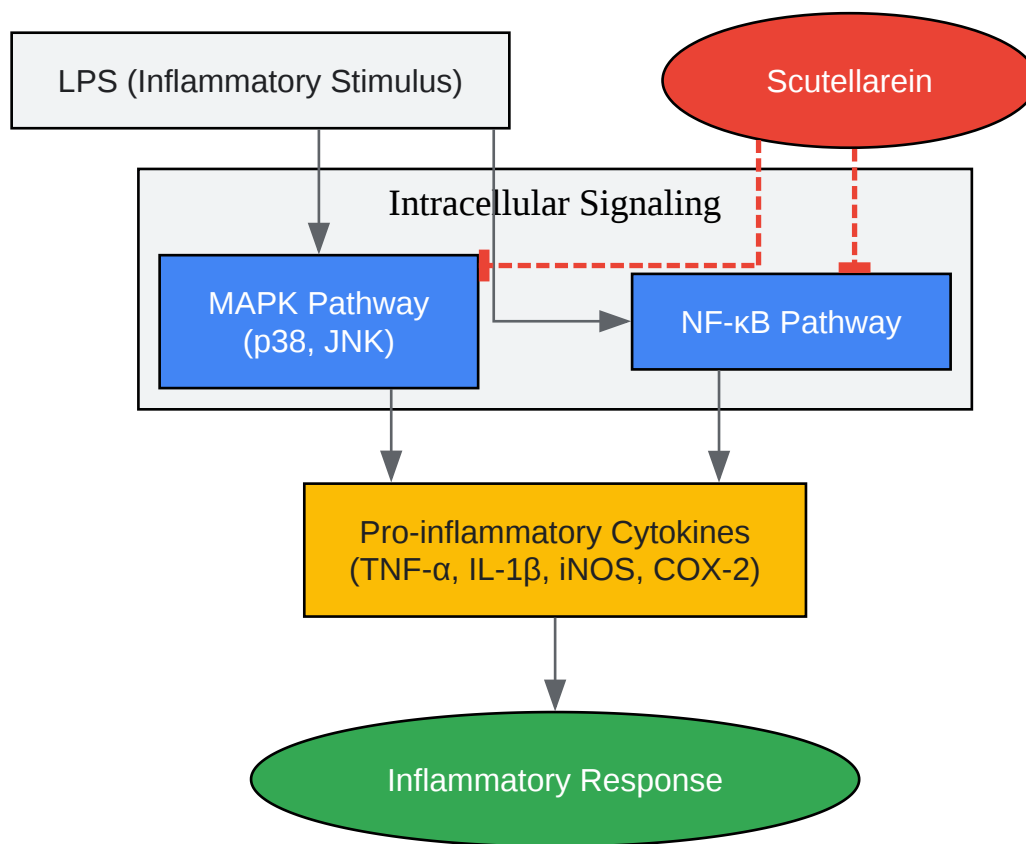 LPS (Inflammatory Stimulus)
Scutellarein
Intracellular Signaling
MAPK Pathway
(p38, JNK)
NF-κB Pathway
Pro-inflammatory Cytokines
(TNF-α, IL-1β, iNOS, COX-2)
Inflammatory Response